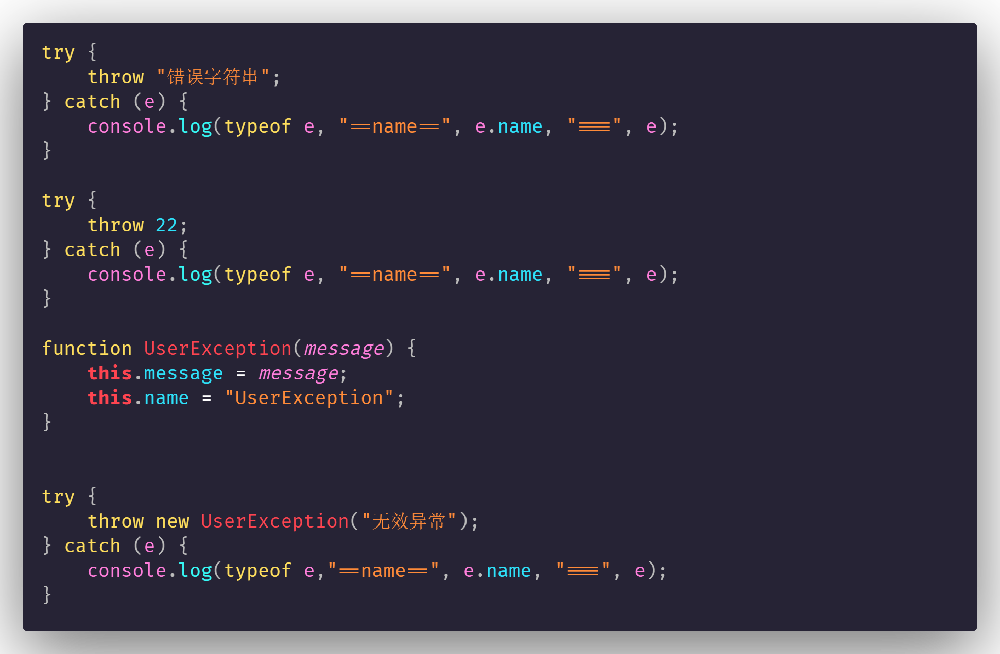 try {
    throw "错误字符串";
} catch (e) {
    console.log(typeof e, "==name==", e.name, "===", e);
}
try {
    throw 22;
} catch (e) {
    console.log(typeof e, "==name==", e.name, "===", e);
}
function UserException(message) {
    this.message = message;
    this.name = "UserException";
}
try {
    throw new UserException("无效异常");
} catch (e) {
    console.log(typeof e,"==name==", e.name, "===", e);
}